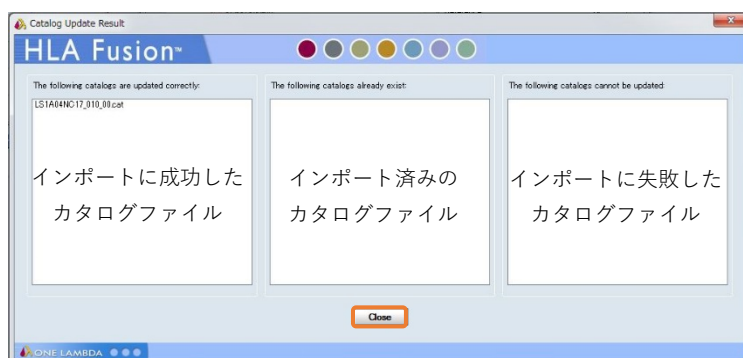 Catalog Update Result
HLA Fusion™
The following catalogs are updated correctly:
The following catalogs already exist:
The following catalogs cannot be updated:
LS1A04NC17_010_00.cat
インポートに成功した
カタログファイル
インポート済みの
カタログファイル
インポートに失敗した
カタログファイル
Close
ONE LAMBDA